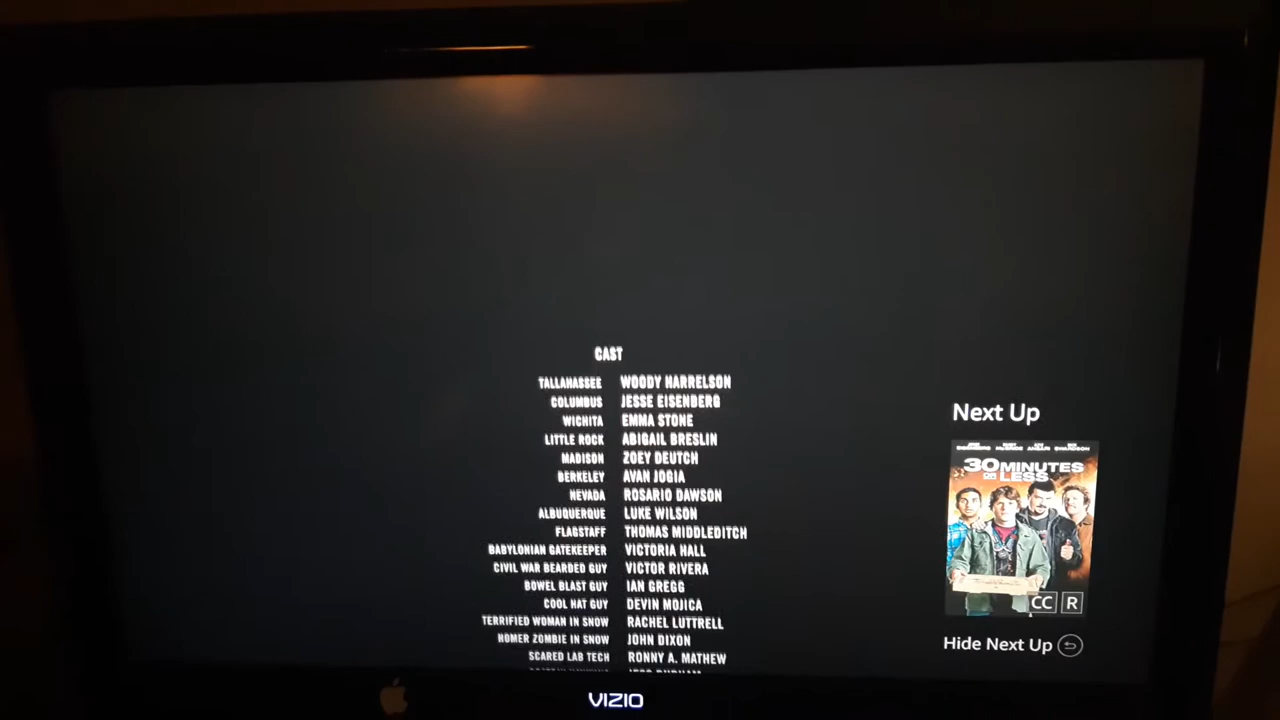 CAST
TALLAHASSEE WOODY HARRELSON
COLUMBUS JESSE EISENBERG
WICHITA EMMA STONE
LITTLE ROCK ABIGAIL BRESLIN
MADISON ZOEY DEUTCH
BERKELEY AVAN JOGIA
NEVADA ROSARIO DAWSON
ALBUQUERQUE LUKE WILSON
FLAGSTAFF THOMAS MIDDLEDITCH
BABYLONIAN GATEKEEPER VICTORIA HALL
CIVIL WAR BEARDED GUY VICTOR RIVERA
BOWEL BLAST GUY IAN GREGG
COOL HAT GUY DEVIN MOJICA
TERRIFIED WOMAN IN SNOW RACHEL LUTTRELL
HOMER ZOMBIE IN SNOW JOHN DIXON
SCARED LAB TECH RONNY A. MATHEW
Next Up
30 MINUTES
OR LESS
CC R
Hide Next Up
VIZIO